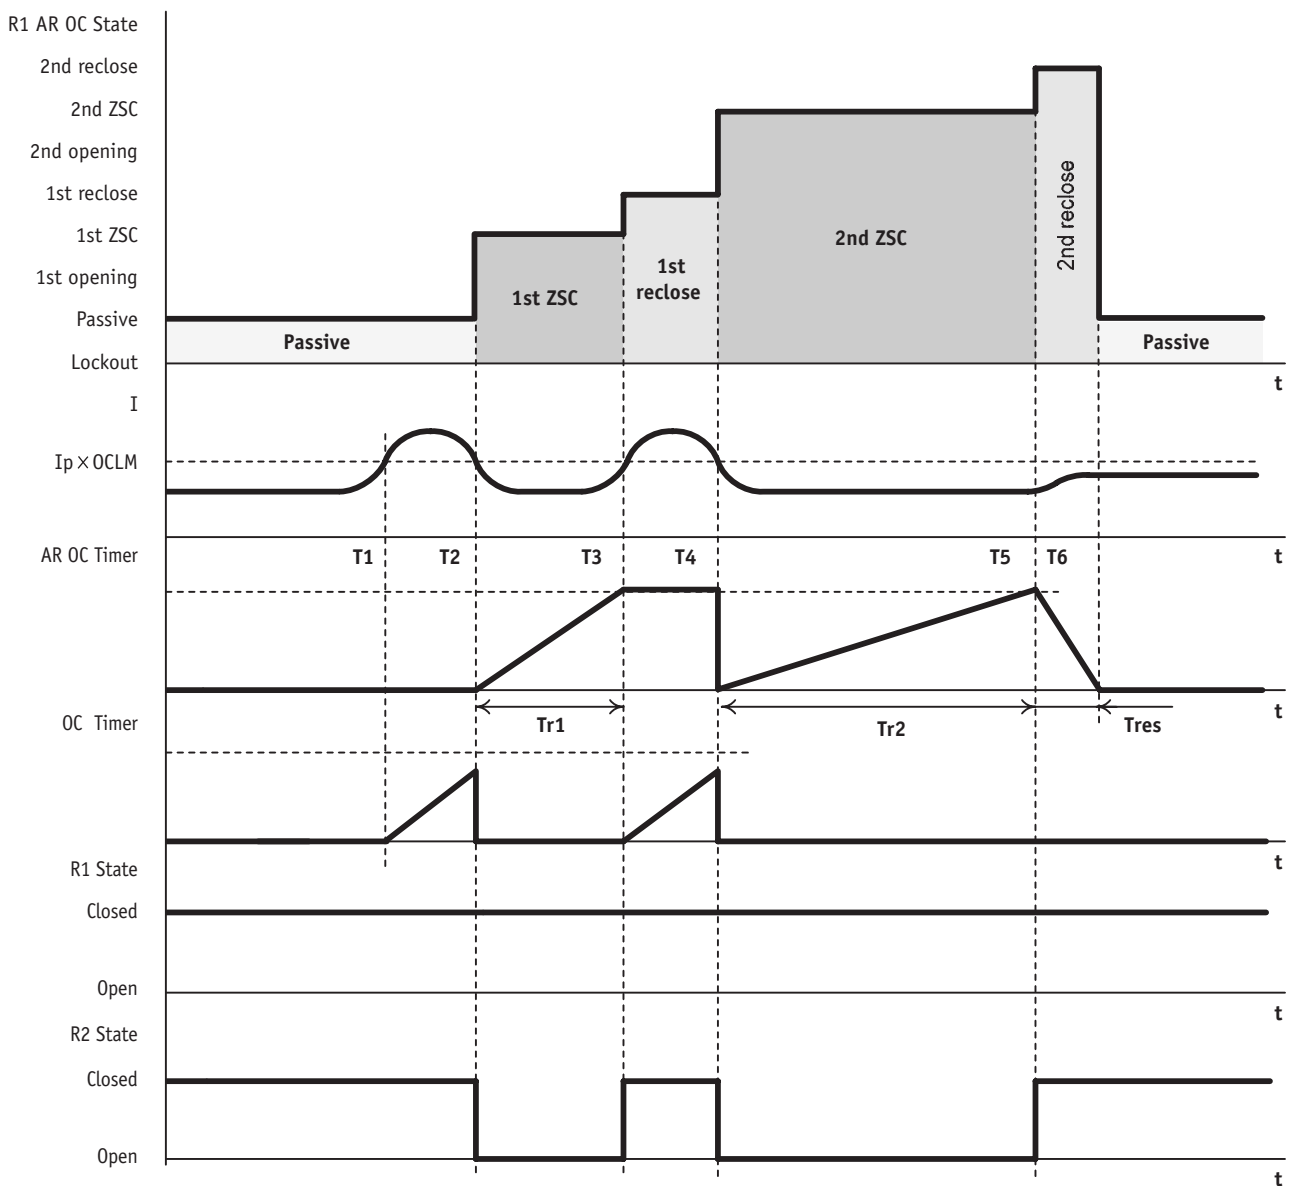 R1 AR OC State
2nd reclose
2nd ZSC
2nd opening
1st reclose
1st ZSC
1st opening
Passive
Lockout
Passive
1st ZSC
1st
reclose
2nd ZSC
2nd reclose
Passive
t
I
Ip×OCLM
AR OC Timer
T1 T2 T3 T4 T5 T6
t
OC Timer
Tr1
Tr2
Tres
t
R1 State
t
Closed
Open
t
R2 State
Closed
Open
t